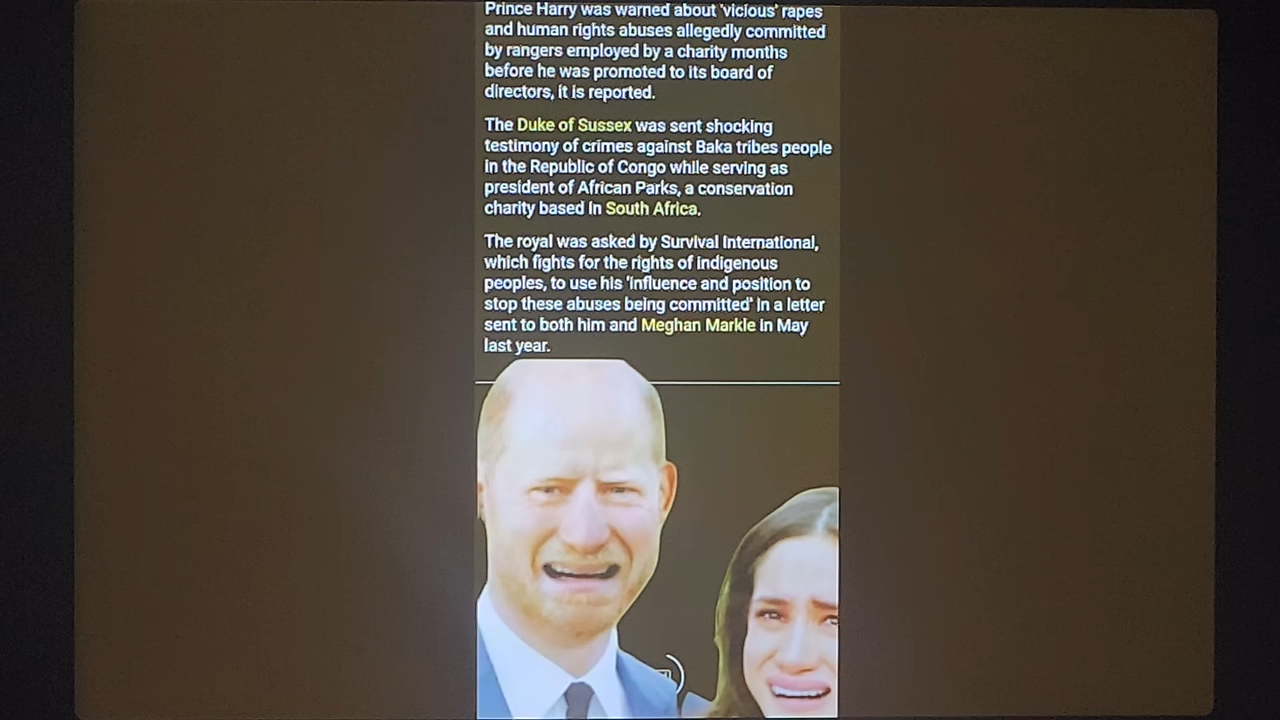 Prince Harry was warned about 'vicious' rapes
and human rights abuses allegedly committed
by rangers employed by a charity months
before he was promoted to its board of
directors, it is reported.
The Duke of Sussex was sent shocking
testimony of crimes against Baka tribes people
in the Republic of Congo while serving as
president of African Parks, a conservation
charity based in South Africa.
The royal was asked by Survival International,
which fights for the rights of indigenous
peoples, to use his 'influence and position to
stop these abuses being committed' in a letter
sent to both him and Meghan Markle in May
last year.